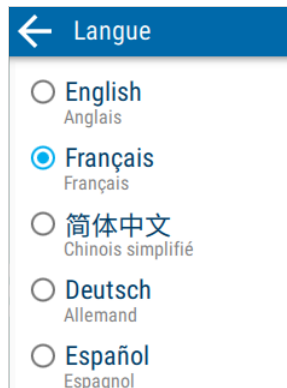 Langue
English
Anglais
Français
Français
简体中文
Chinois simplifié
Deutsch
Allemand
Español
Espagnol